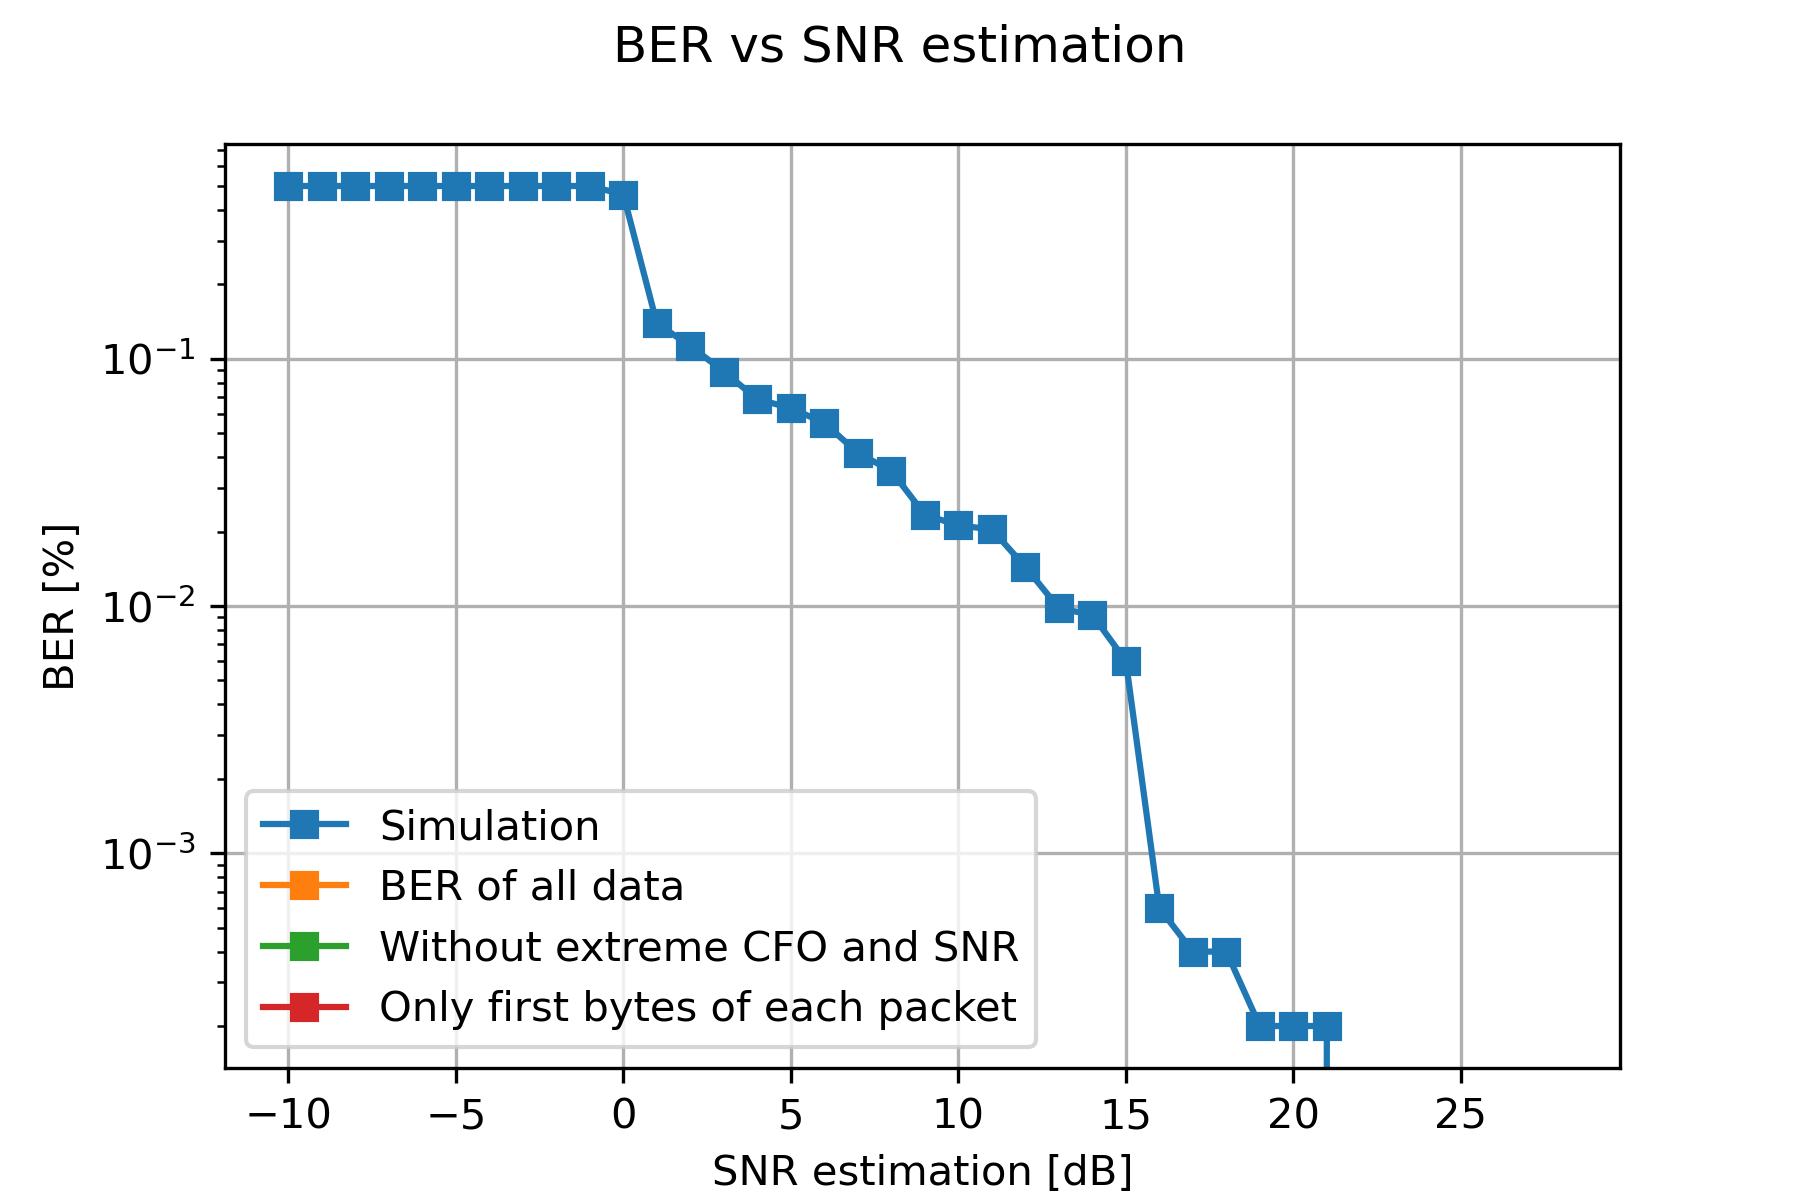 BER vs SNR estimation
BER [%]
10⁻¹
10⁻²
10⁻³
Simulation
BER of all data
Without extreme CFO and SNR
Only first bytes of each packet
−10 −5 0 5 10 15 20 25
SNR estimation [dB]